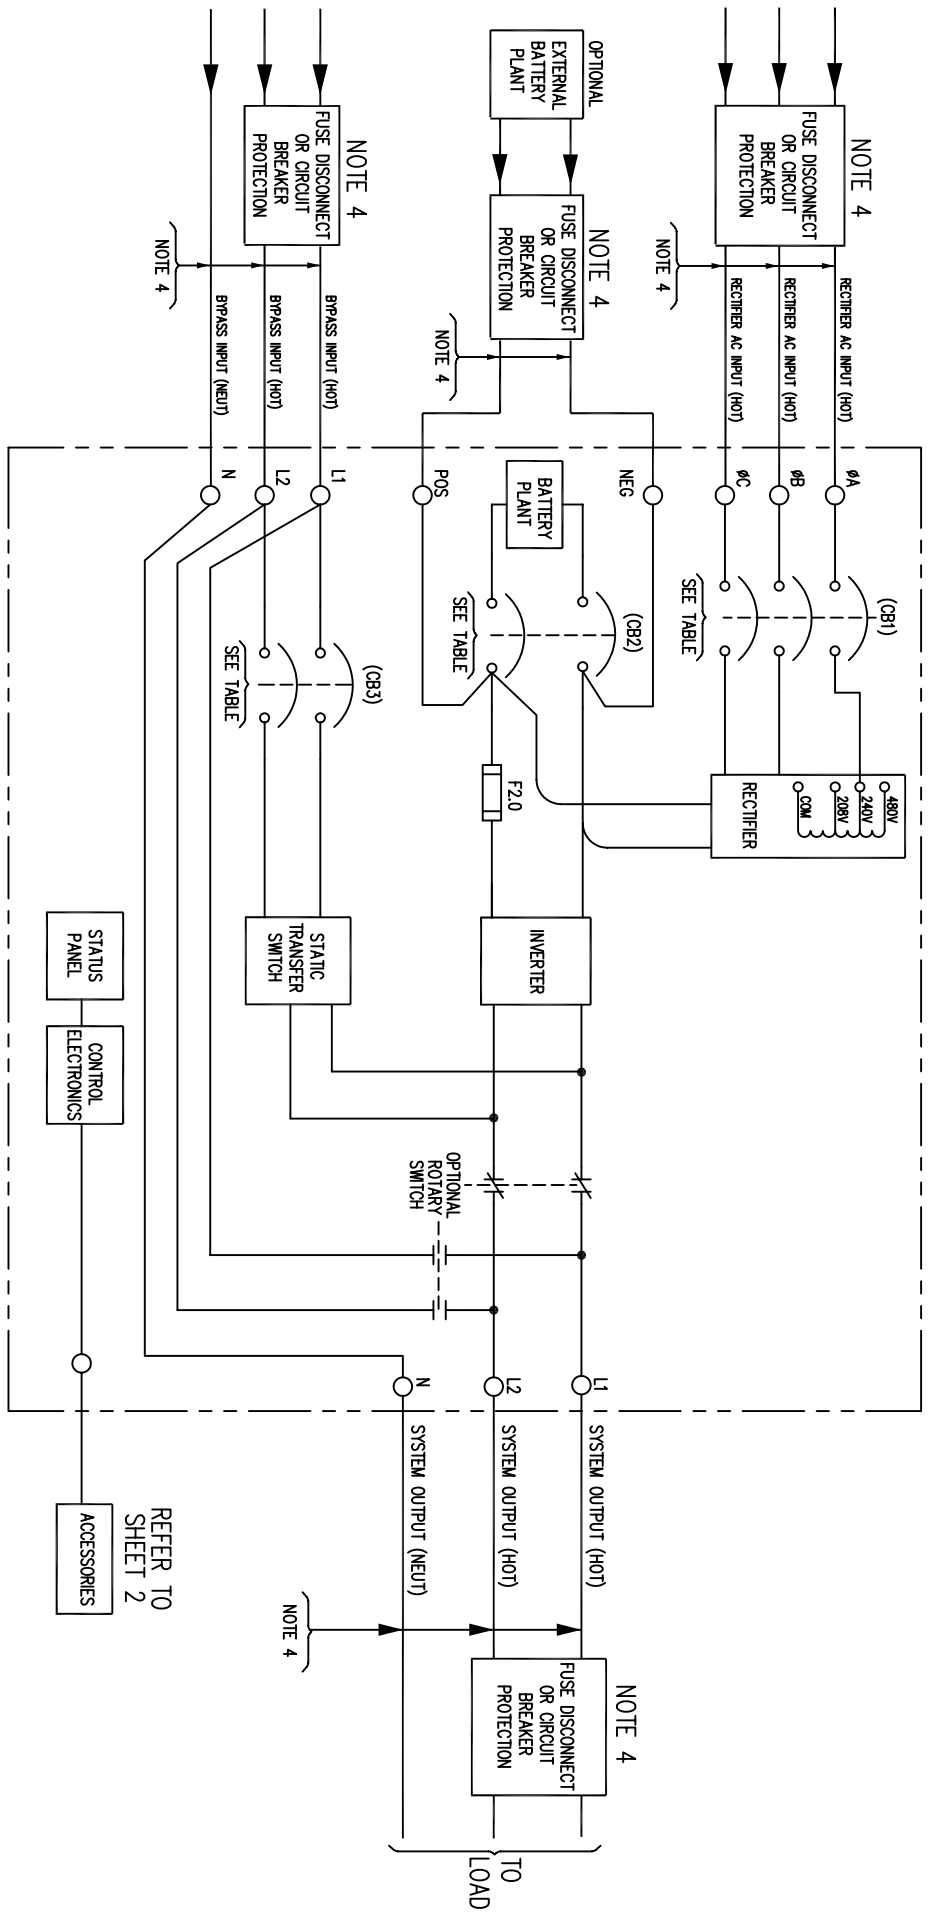 NOTE 4
FUSE DISCONNECT
OR CIRCUIT
BREAKER
PROTECTION
NOTE 4
RECTIFIER AC INPUT (HOT)
RECTIFIER AC INPUT (HOT)
RECTIFIER AC INPUT (HOT)
ØA
ØB
ØC
(CB1)
SEE TABLE
480V
240V
208V
COM
RECTIFIER
OPTIONAL
EXTERNAL
BATTERY
PLANT
NOTE 4
FUSE DISCONNECT
OR CIRCUIT
BREAKER
PROTECTION
NOTE 4
NEG
POS
BATTERY
PLANT
(CB2)
SEE TABLE
F2.0
INVERTER
OPTIONAL
ROTARY
SWITCH
L1
L2
N
SYSTEM OUTPUT (HOT)
SYSTEM OUTPUT (HOT)
SYSTEM OUTPUT (NEUT)
NOTE 4
NOTE 4
FUSE DISCONNECT
OR CIRCUIT
BREAKER
PROTECTION
TO
LOAD
NOTE 4
FUSE DISCONNECT
OR CIRCUIT
BREAKER
PROTECTION
NOTE 4
BYPASS INPUT (HOT)
BYPASS INPUT (HOT)
BYPASS INPUT (NEUT)
L1
L2
N
(CB3)
SEE TABLE
STATIC
TRANSFER
SWITCH
STATUS
PANEL
CONTROL
ELECTRONICS
REFER TO
SHEET 2
ACCESSORIES